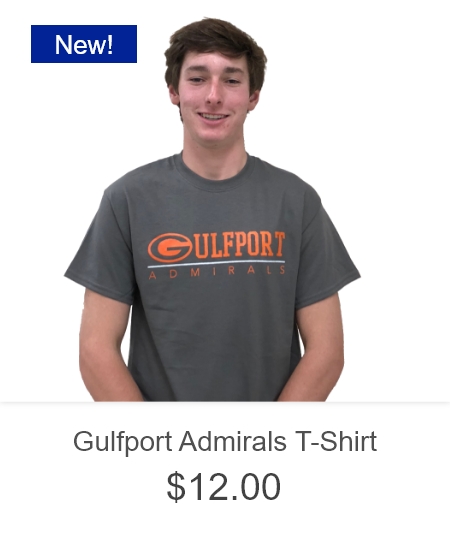 New!
GULFPORT
ADMIRALS
Gulfport Admirals T-Shirt
$12.00